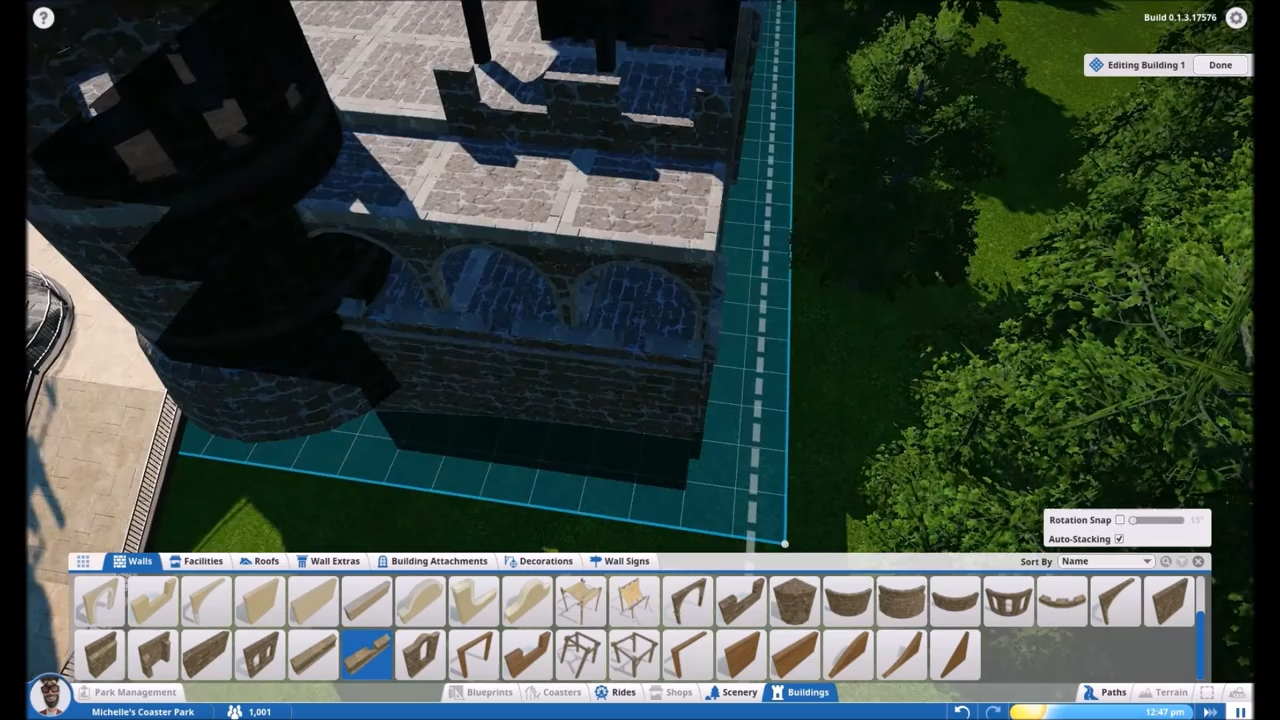 ?
Build 0.1.3.17576
Editing Building 1 Done
Rotation Snap 15°
Auto-Stacking
Walls Facilities Roofs Wall Extras Building Attachments Decorations Wall Signs Sort By Name
Park Management Blueprints Coasters Rides Shops Scenery Buildings Paths Terrain
Michelle's Coaster Park 1,001 12:47 pm